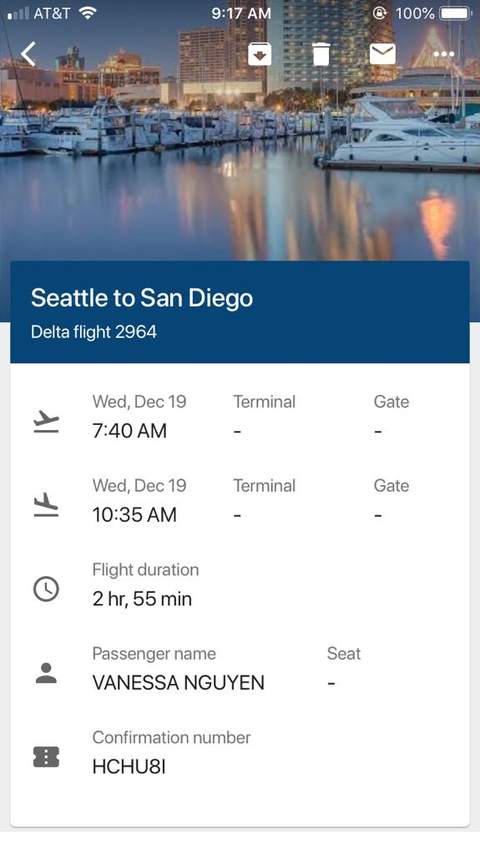 AT&T
9:17 AM
100%
Seattle to San Diego
Delta flight 2964
Wed, Dec 19 Terminal Gate
7:40 AM - -
Wed, Dec 19 Terminal Gate
10:35 AM - -
Flight duration
2 hr, 55 min
Passenger name Seat
VANESSA NGUYEN -
Confirmation number
HCHU8I